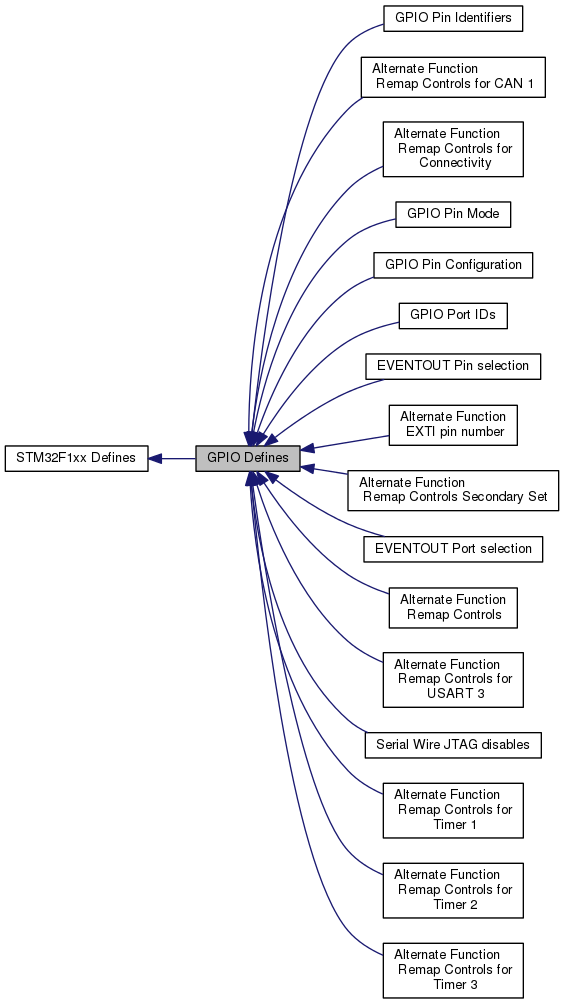 GPIO Pin Identifiers
Alternate Function
Remap Controls for CAN 1
Alternate Function
Remap Controls for
Connectivity
GPIO Pin Mode
GPIO Pin Configuration
GPIO Port IDs
EVENTOUT Pin selection
Alternate Function
EXTI pin number
STM32F1xx Defines
GPIO Defines
Alternate Function
Remap Controls Secondary Set
EVENTOUT Port selection
Alternate Function
Remap Controls
Alternate Function
Remap Controls for
USART 3
Serial Wire JTAG disables
Alternate Function
Remap Controls for
Timer 1
Alternate Function
Remap Controls for
Timer 2
Alternate Function
Remap Controls for
Timer 3